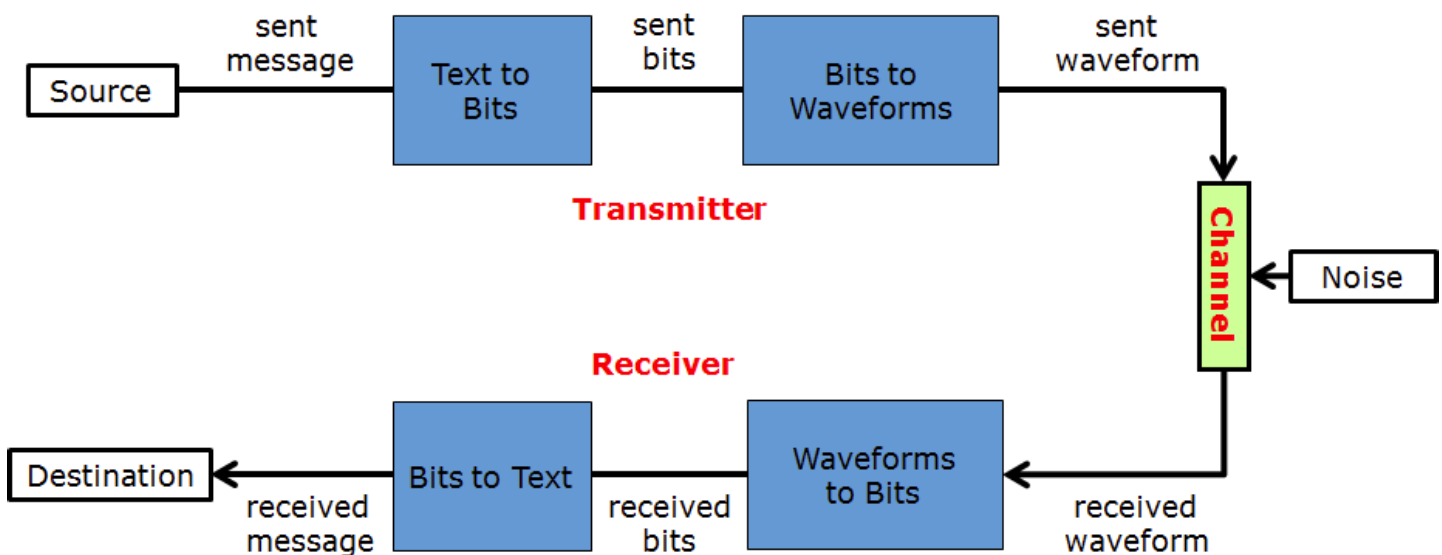 sent
message
sent
bits
sent
waveform
Source
Text to
Bits
Bits to
Waveforms
Transmitter
Channel
Noise
Receiver
Destination
Bits to Text
Waveforms
to Bits
received
message
received
bits
received
waveform